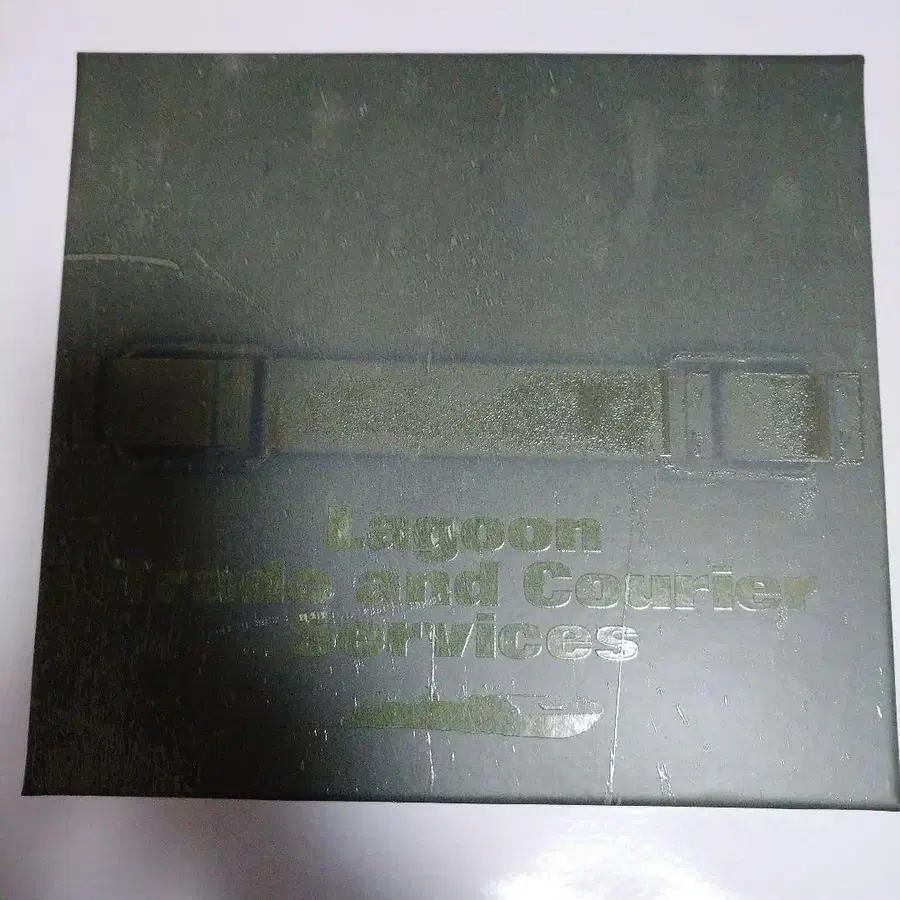 Lagoon
Trade and Courier
Services